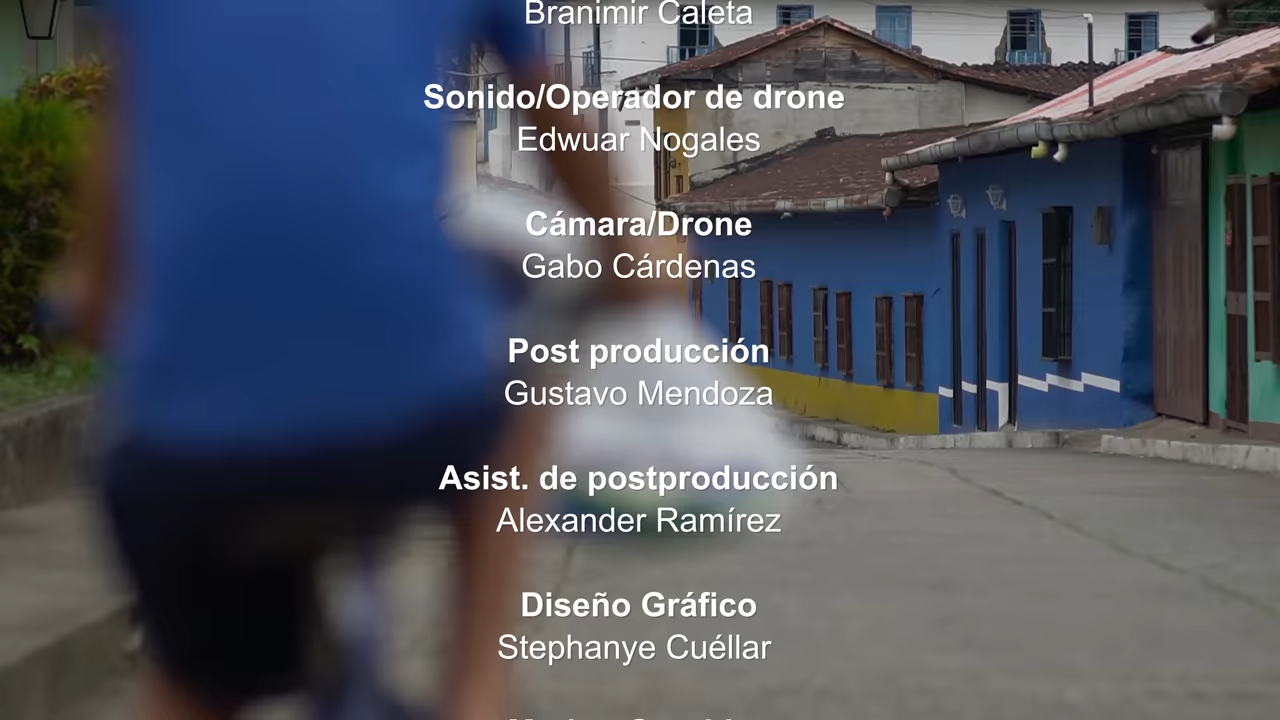 Branimir Caleta
Sonido/Operador de drone
Edwuar Nogales
Cámara/Drone
Gabo Cárdenas
Post producción
Gustavo Mendoza
Asist. de postproducción
Alexander Ramírez
Diseño Gráfico
Stephanye Cuéllar